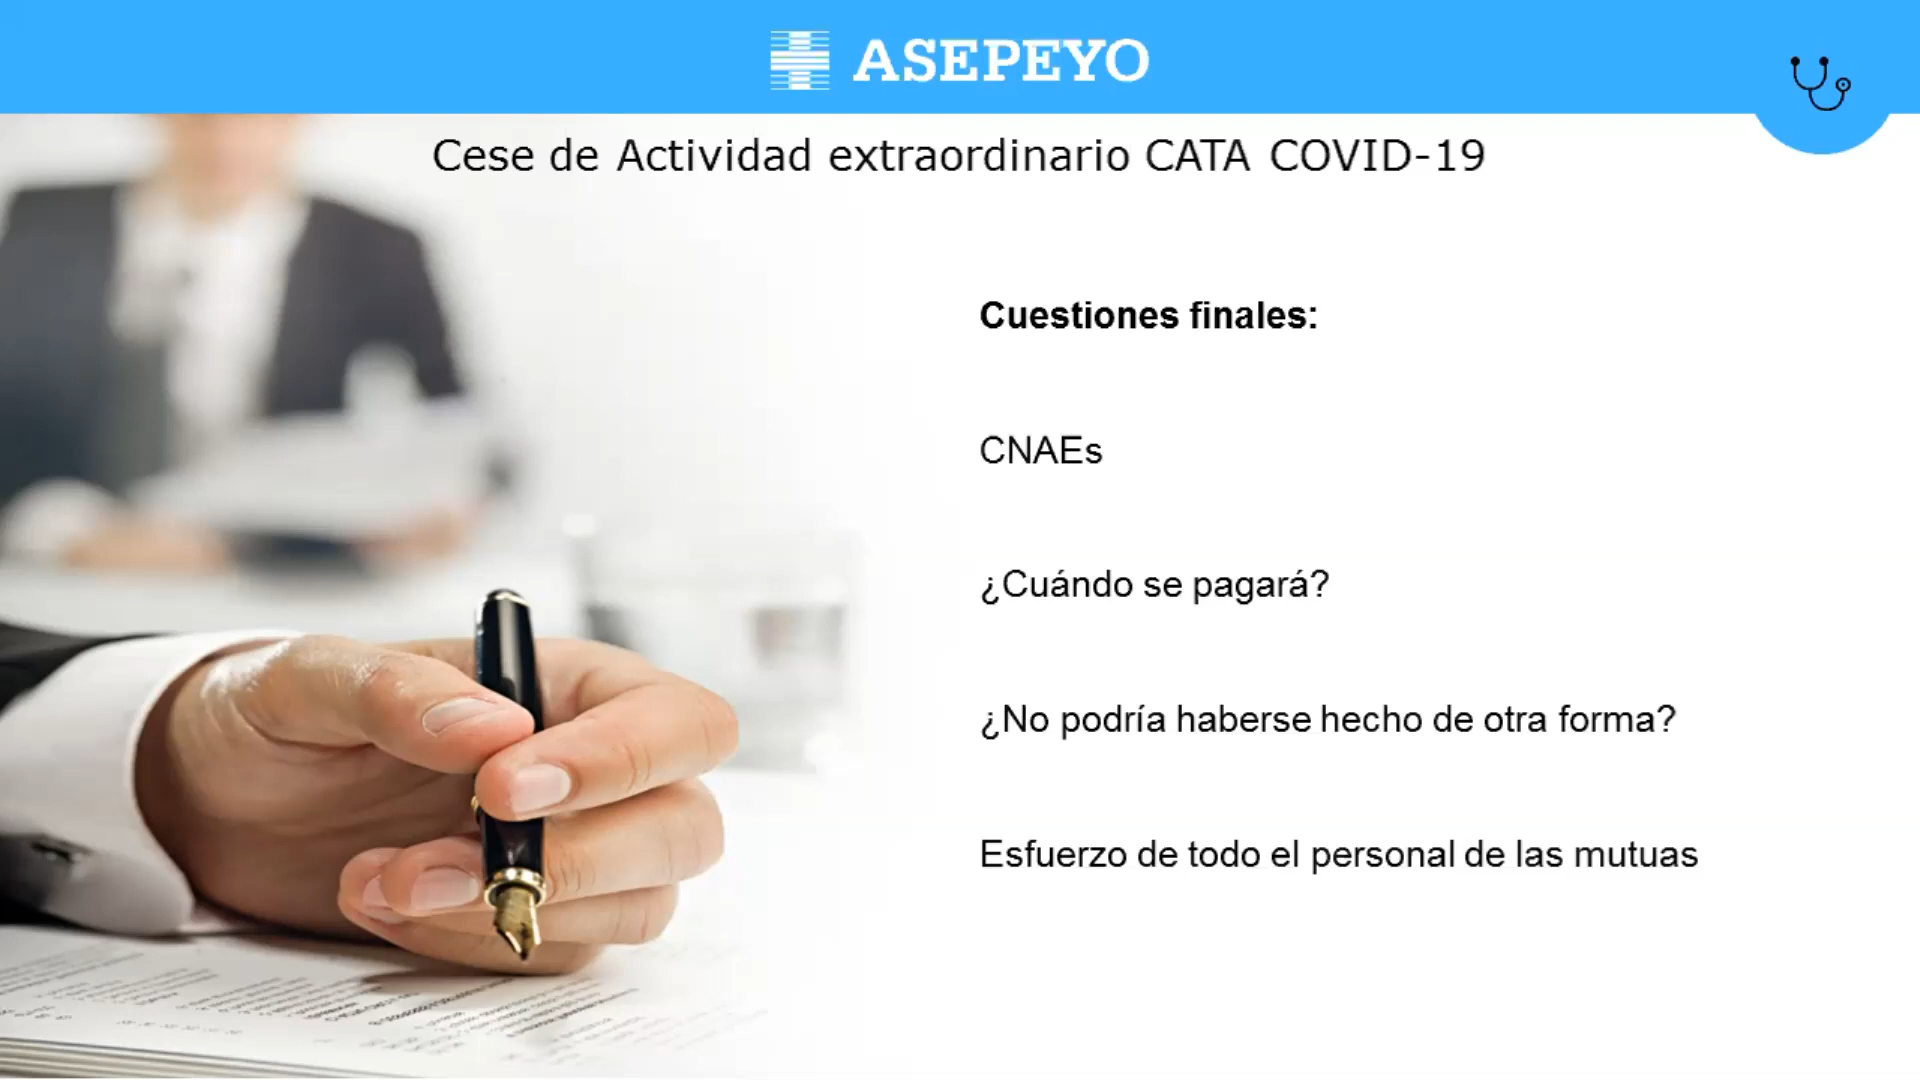 ASEPEYO
Cese de Actividad extraordinario CATA COVID-19
Cuestiones finales:
CNAEs
¿Cuándo se pagará?
¿No podría haberse hecho de otra forma?
Esfuerzo de todo el personal de las mutuas